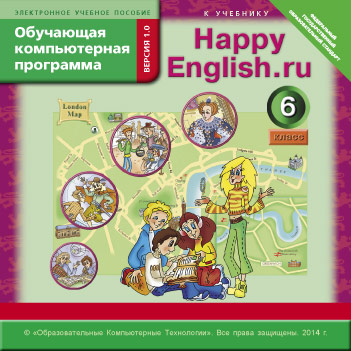 ЭЛЕКТРОННОЕ УЧЕБНОЕ ПОСОБИЕ
К УЧЕБНИКУ
Обучающая
компьютерная
программа
ВЕРСИЯ 1.0
Happy
English.ru
ФЕДЕРАЛЬНЫЙ
ГОСУДАРСТВЕННЫЙ
ОБРАЗОВАТЕЛЬНЫЙ СТАНДАРТ
6
КЛАСС
London
Map
© «Образовательные Компьютерные Технологии». Все права защищены. 2014 г.